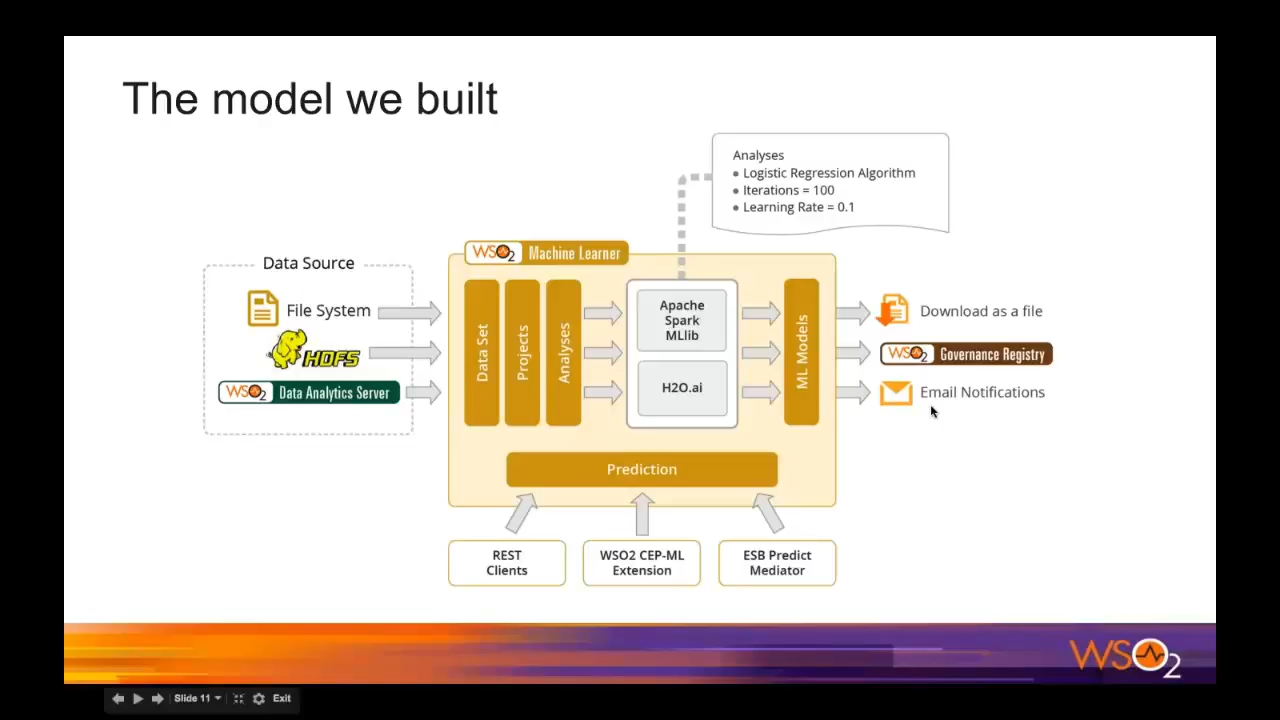 The model we built
Analyses
• Logistic Regression Algorithm
• Iterations = 100
• Learning Rate = 0.1
WSO2 Machine Learner
Data Source
File System
HDFS
WSO2 Data Analytics Server
Data Set
Projects
Analyses
Apache
Spark
MLlib
H2O.ai
ML Models
Download as a file
WSO2 Governance Registry
Email Notifications
Prediction
REST
Clients
WSO2 CEP-ML
Extension
ESB Predict
Mediator
WSO2
Slide 11
Exit